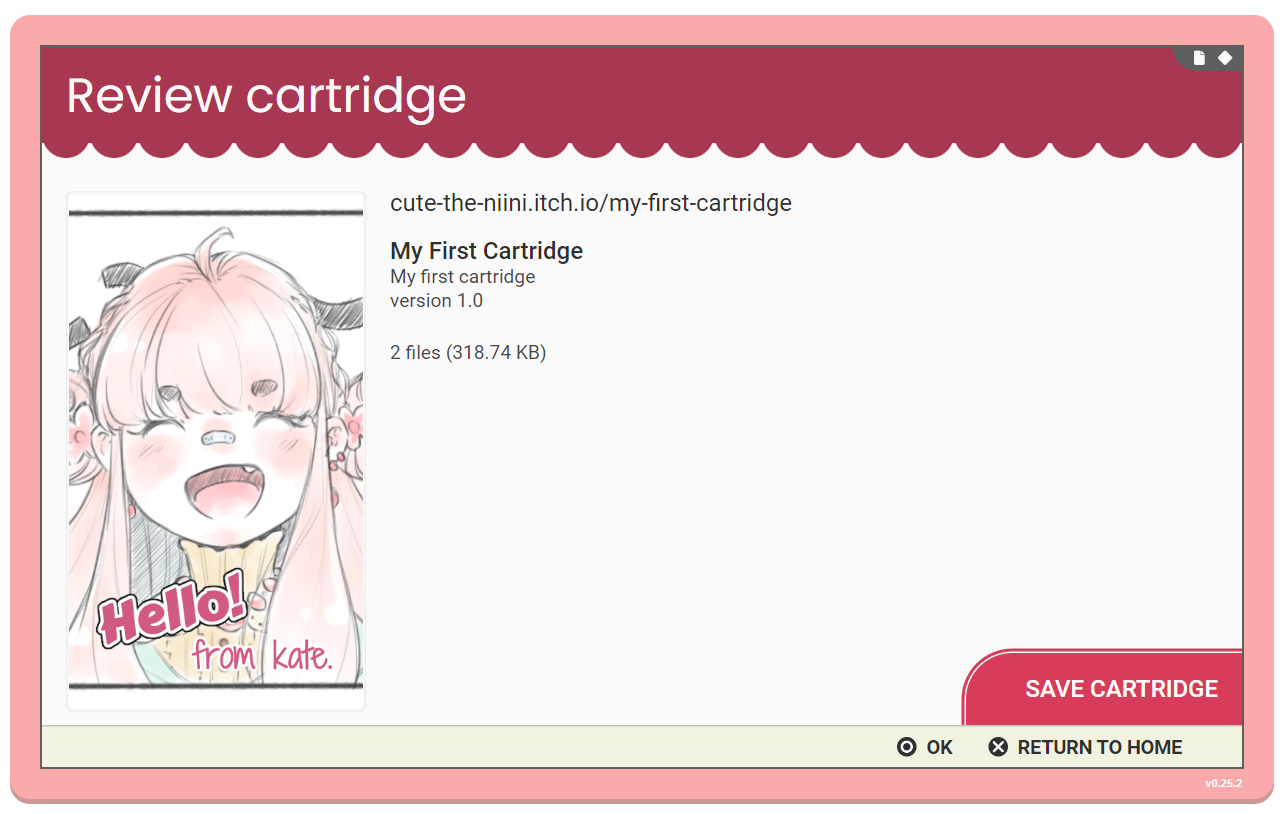 Review cartridge
cute-the-niini.itch.io/my-first-cartridge
My First Cartridge
My first cartridge
version 1.0
2 files (318.74 KB)
Hello!
from kate.
SAVE CARTRIDGE
OK
RETURN TO HOME
v0.25.2